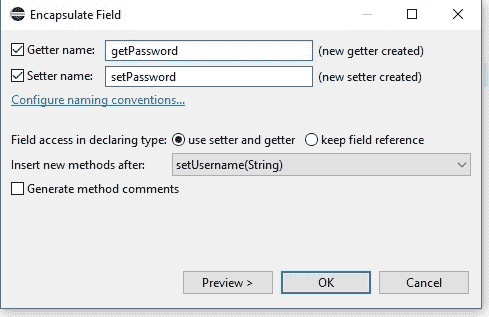 Encapsulate Field
Getter name: getPassword (new getter created)
Setter name: setPassword (new setter created)
Configure naming conventions...
Field access in declaring type: use setter and getter keep field reference
Insert new methods after: setUsername(String)
Generate method comments
Preview > OK Cancel